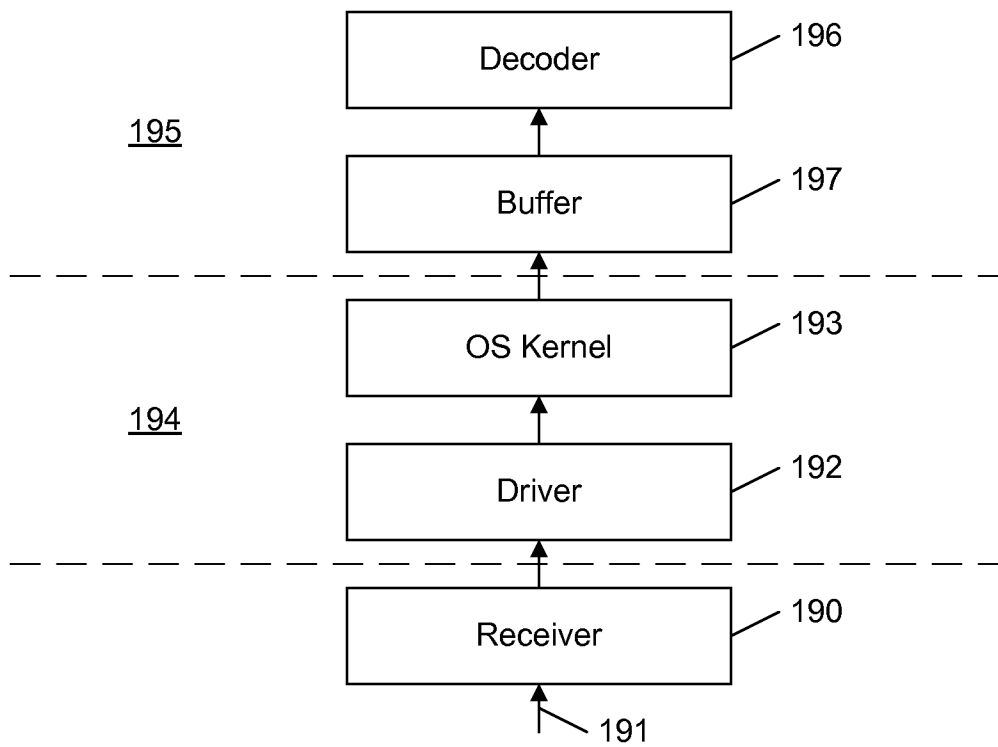 Decoder
196
195
Buffer
197
OS Kernel
193
194
Driver
192
Receiver
190
191